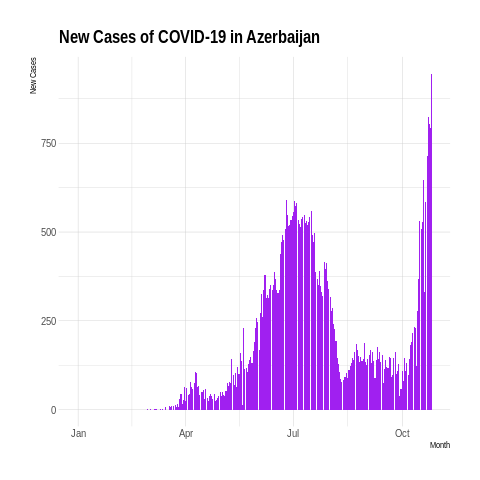 New Cases of COVID-19 in Azerbaijan
New Cases
750
500
250
0
Jan
Apr
Jul
Oct
Month